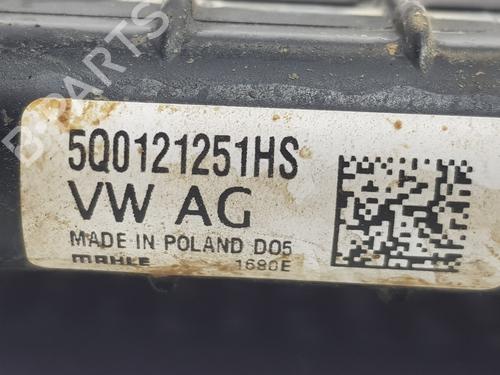 B-PARTS
5Q0121251HS
VW AG
MADE IN POLAND D05
MAHLE 1680E